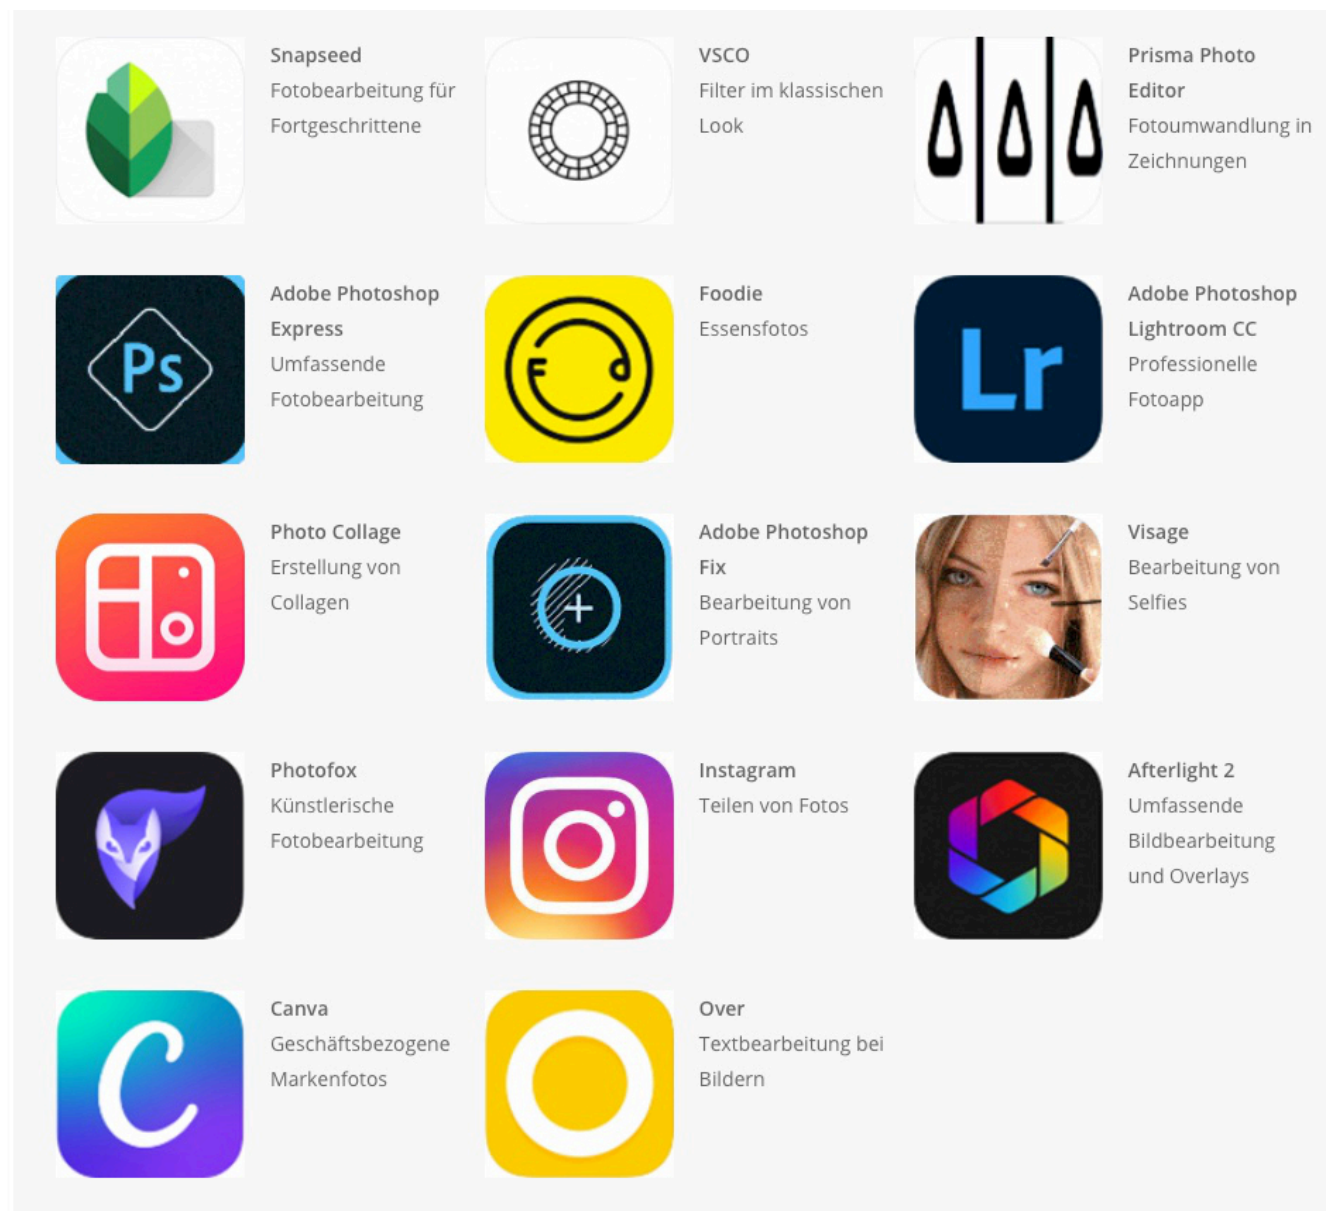 Snapseed
Fotobearbeitung für
Fortgeschrittene
VSCO
Filter im klassischen
Look
Prisma Photo
Editor
Fotoumwandlung in
Zeichnungen
Ps
Adobe Photoshop
Express
Umfassende
Fotobearbeitung
F d
Foodie
Essensfotos
Lr
Adobe Photoshop
Lightroom CC
Professionelle
Fotoapp
Photo Collage
Erstellung von
Collagen
Adobe Photoshop
Fix
Bearbeitung von
Portraits
Visage
Bearbeitung von
Selfies
Photofox
Künstlerische
Fotobearbeitung
Instagram
Teilen von Fotos
Afterlight 2
Umfassende
Bildbearbeitung
und Overlays
C
Canva
Geschäftsbezogene
Markenfotos
Over
Textbearbeitung bei
Bildern